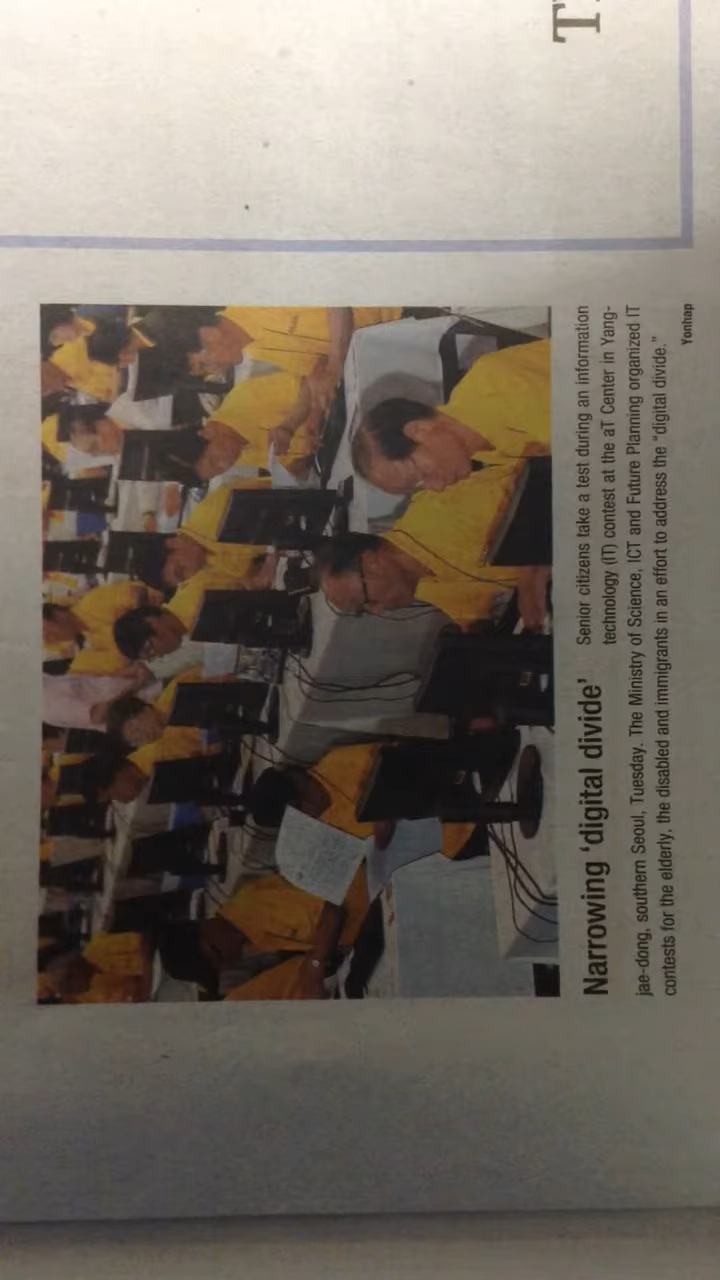 Narrowing ‘digital divide’
Senior citizens take a test during an information
technology (IT) contest at the aT Center in Yang-
jae-dong, southern Seoul, Tuesday. The Ministry of Science, ICT and Future Planning organized IT
contests for the elderly, the disabled and immigrants in an effort to address the “digital divide.”
Yonhap